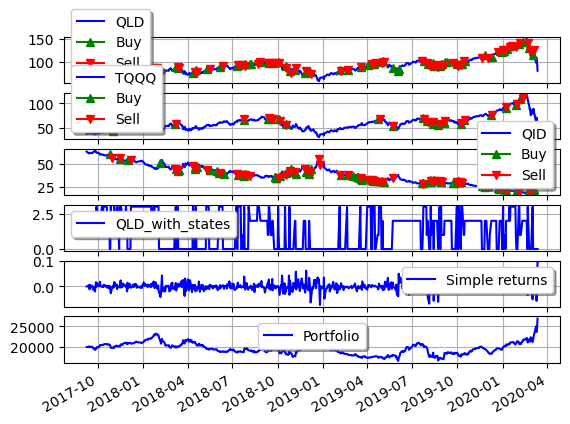 QLD
Buy
Sell
150
100
TQQQ
Buy
Sell
100
50
QID
Buy
Sell
50
25
QLD_with_states
2.5
0.0
Simple returns
0.1
0.0
Portfolio
25000
20000
2017-10 2018-01 2018-04 2018-07 2018-10 2019-01 2019-04 2019-07 2019-10 2020-01 2020-04